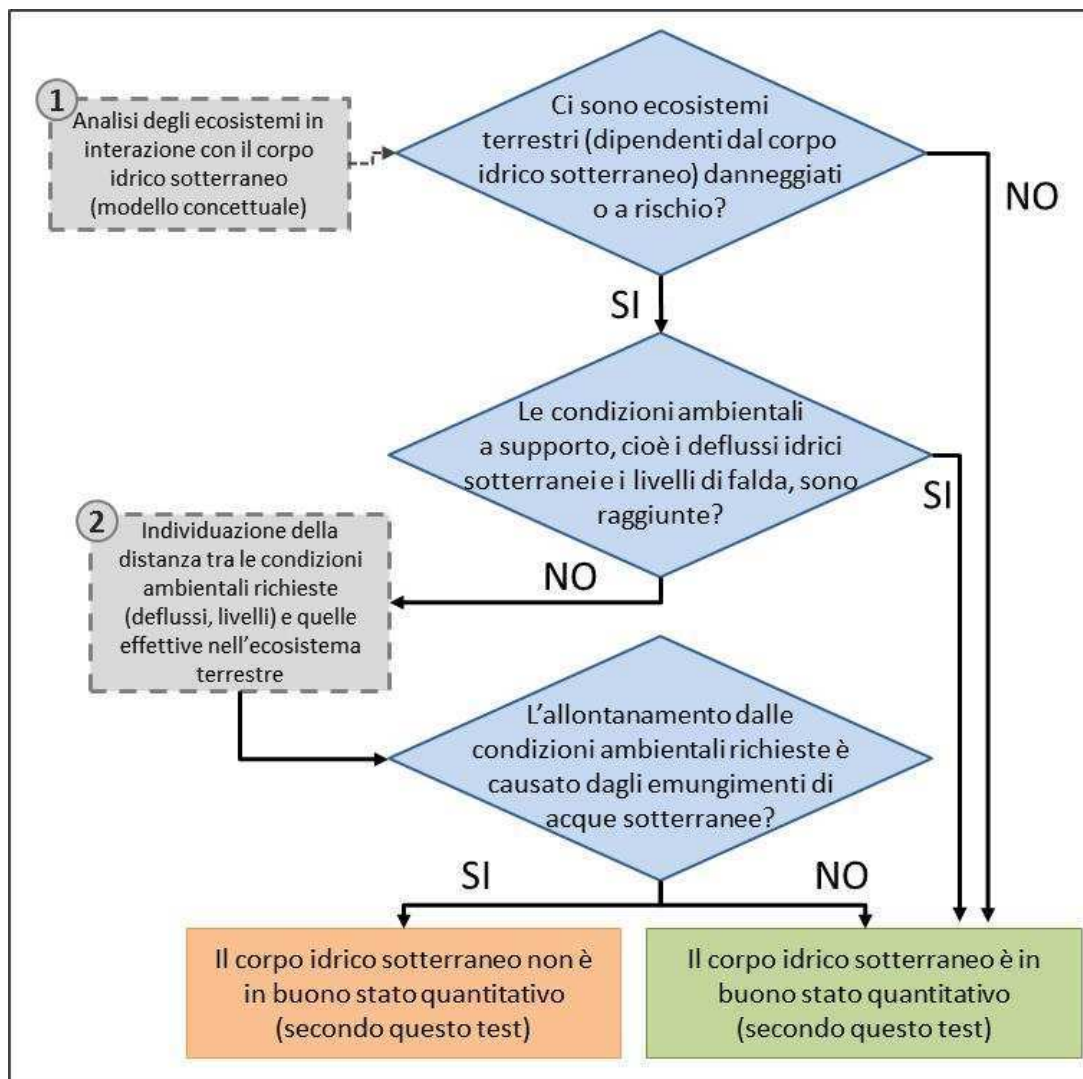 1
Analisi degli ecosistemi in
interazione con il corpo
idrico sotterraneo
(modello concettuale)
Ci sono ecosistemi
terrestri (dipendenti dal corpo
idrico sotterraneo) danneggiati
o a rischio?
NO
SI
Le condizioni ambientali
a supporto, cioè i deflussi idrici
sotterranei e i livelli di falda, sono
raggiunte?
SI
NO
2
Individuazione della
distanza tra le condizioni
ambientali richieste
(deflussi, livelli) e quelle
effettive nell'ecosistema
terrestre
L'allontanamento dalle
condizioni ambientali richieste è
causato dagli emungimenti di
acque sotterranee?
SI
NO
Il corpo idrico sotterraneo non è
in buono stato quantitativo
(secondo questo test)
Il corpo idrico sotterraneo è in
buono stato quantitativo
(secondo questo test)